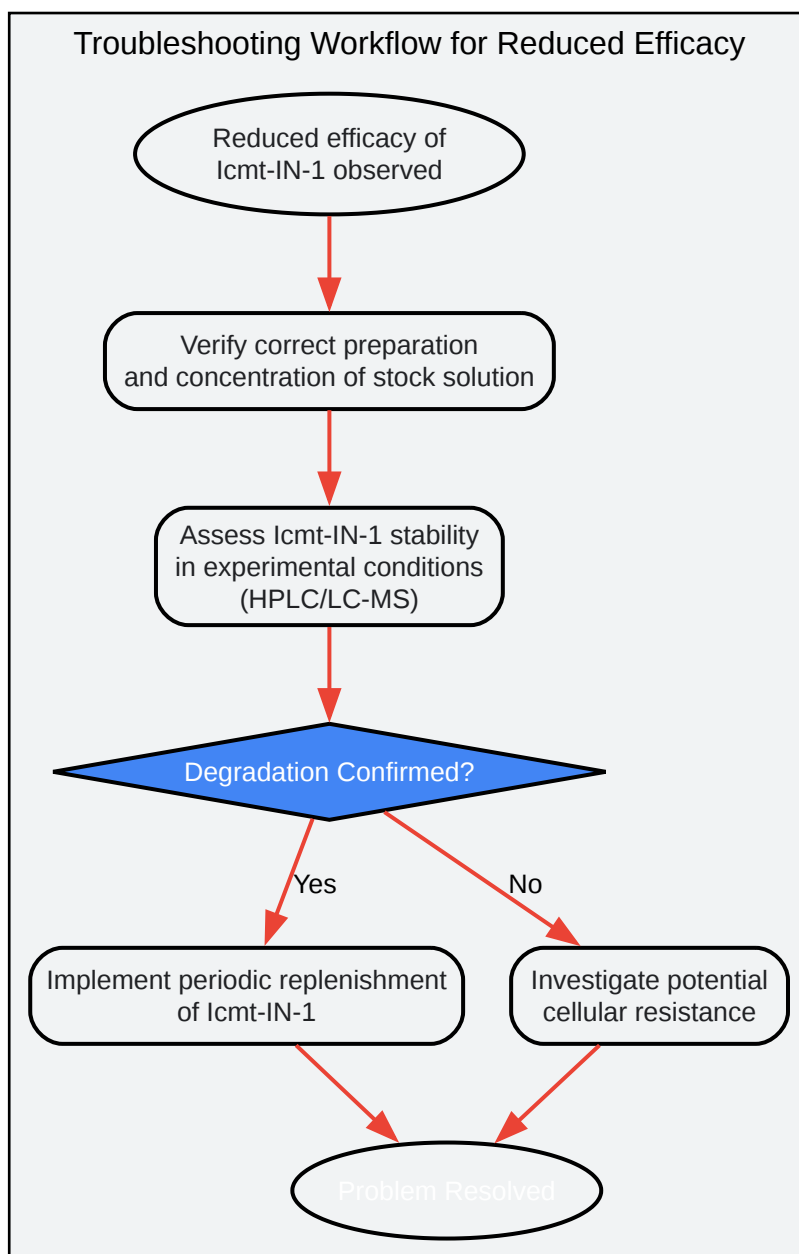 Troubleshooting Workflow for Reduced Efficacy
Reduced efficacy of
Icmt-IN-1 observed
Verify correct preparation
and concentration of stock solution
Assess Icmt-IN-1 stability
in experimental conditions
(HPLC/LC-MS)
Degradation Confirmed?
Yes
No
Implement periodic replenishment
of Icmt-IN-1
Investigate potential
cellular resistance
Problem Resolved